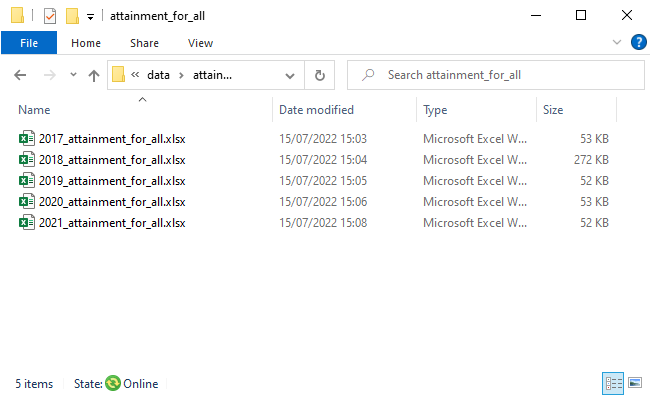 attainment_for_all
File Home Share View
« data › attain... Search attainment_for_all
Name Date modified Type Size
2017_attainment_for_all.xlsx 15/07/2022 15:03 Microsoft Excel W... 53 KB
2018_attainment_for_all.xlsx 15/07/2022 15:04 Microsoft Excel W... 272 KB
2019_attainment_for_all.xlsx 15/07/2022 15:05 Microsoft Excel W... 52 KB
2020_attainment_for_all.xlsx 15/07/2022 15:06 Microsoft Excel W... 53 KB
2021_attainment_for_all.xlsx 15/07/2022 15:08 Microsoft Excel W... 52 KB
5 items State: Online